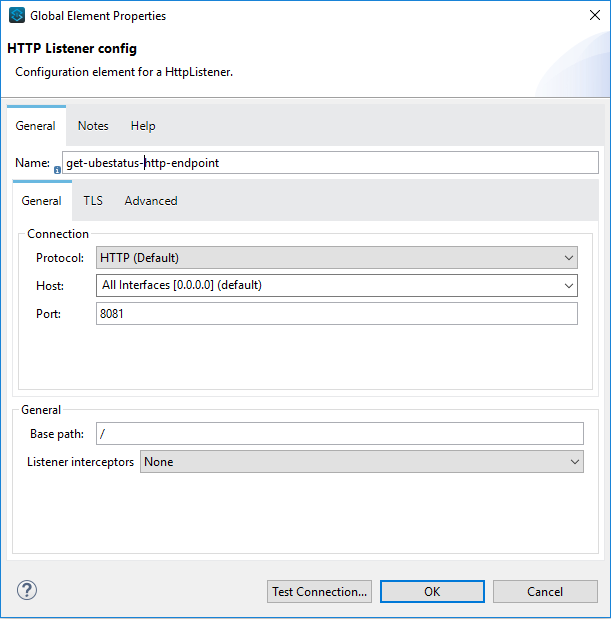 Global Element Properties
HTTP Listener config
Configuration element for a HttpListener.
General Notes Help
Name: get-ubestatus-http-endpoint
General TLS Advanced
Connection
Protocol: HTTP (Default)
Host: All Interfaces [0.0.0.0] (default)
Port: 8081
General
Base path: /
Listener interceptors None
? Test Connection... OK Cancel